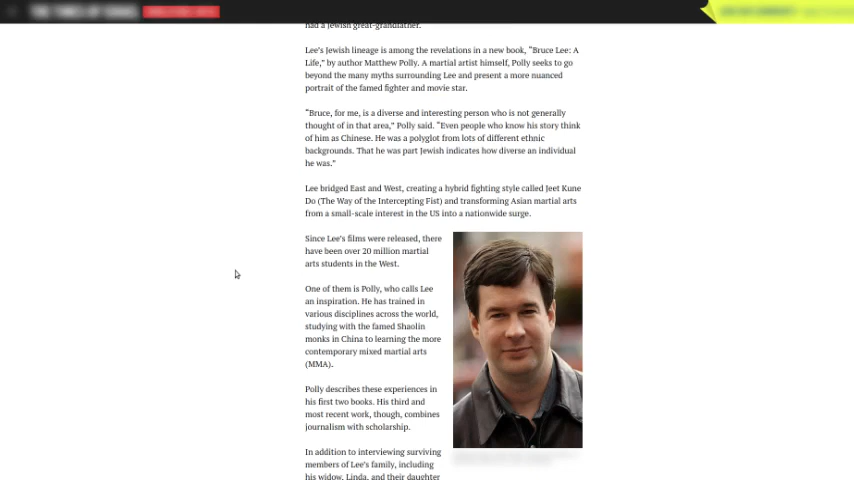 had a Jewish great-grandfather.
Lee's Jewish lineage is among the revelations in a new book, “Bruce Lee: A
Life,” by author Matthew Polly. A martial artist himself, Polly seeks to go
beyond the many myths surrounding Lee and present a more nuanced
portrait of the famed fighter and movie star.
“Bruce, for me, is a diverse and interesting person who is not generally
thought of in that area,” Polly said. “Even people who know his story think
of him as Chinese. He was a polyglot from lots of different ethnic
backgrounds. That he was part Jewish indicates how diverse an individual
he was.”
Lee bridged East and West, creating a hybrid fighting style called Jeet Kune
Do (The Way of the Intercepting Fist) and transforming Asian martial arts
from a small-scale interest in the US into a nationwide surge.
Since Lee's films were released, there
have been over 20 million martial
arts students in the West.
One of them is Polly, who calls Lee
an inspiration. He has trained in
various disciplines across the world,
studying with the famed Shaolin
monks in China to learning the more
contemporary mixed martial arts
(MMA).
Polly describes these experiences in
his first two books. His third and
most recent work, though, combines
journalism with scholarship.
In addition to interviewing surviving
members of Lee's family, including
his widow, Linda, and their daughter